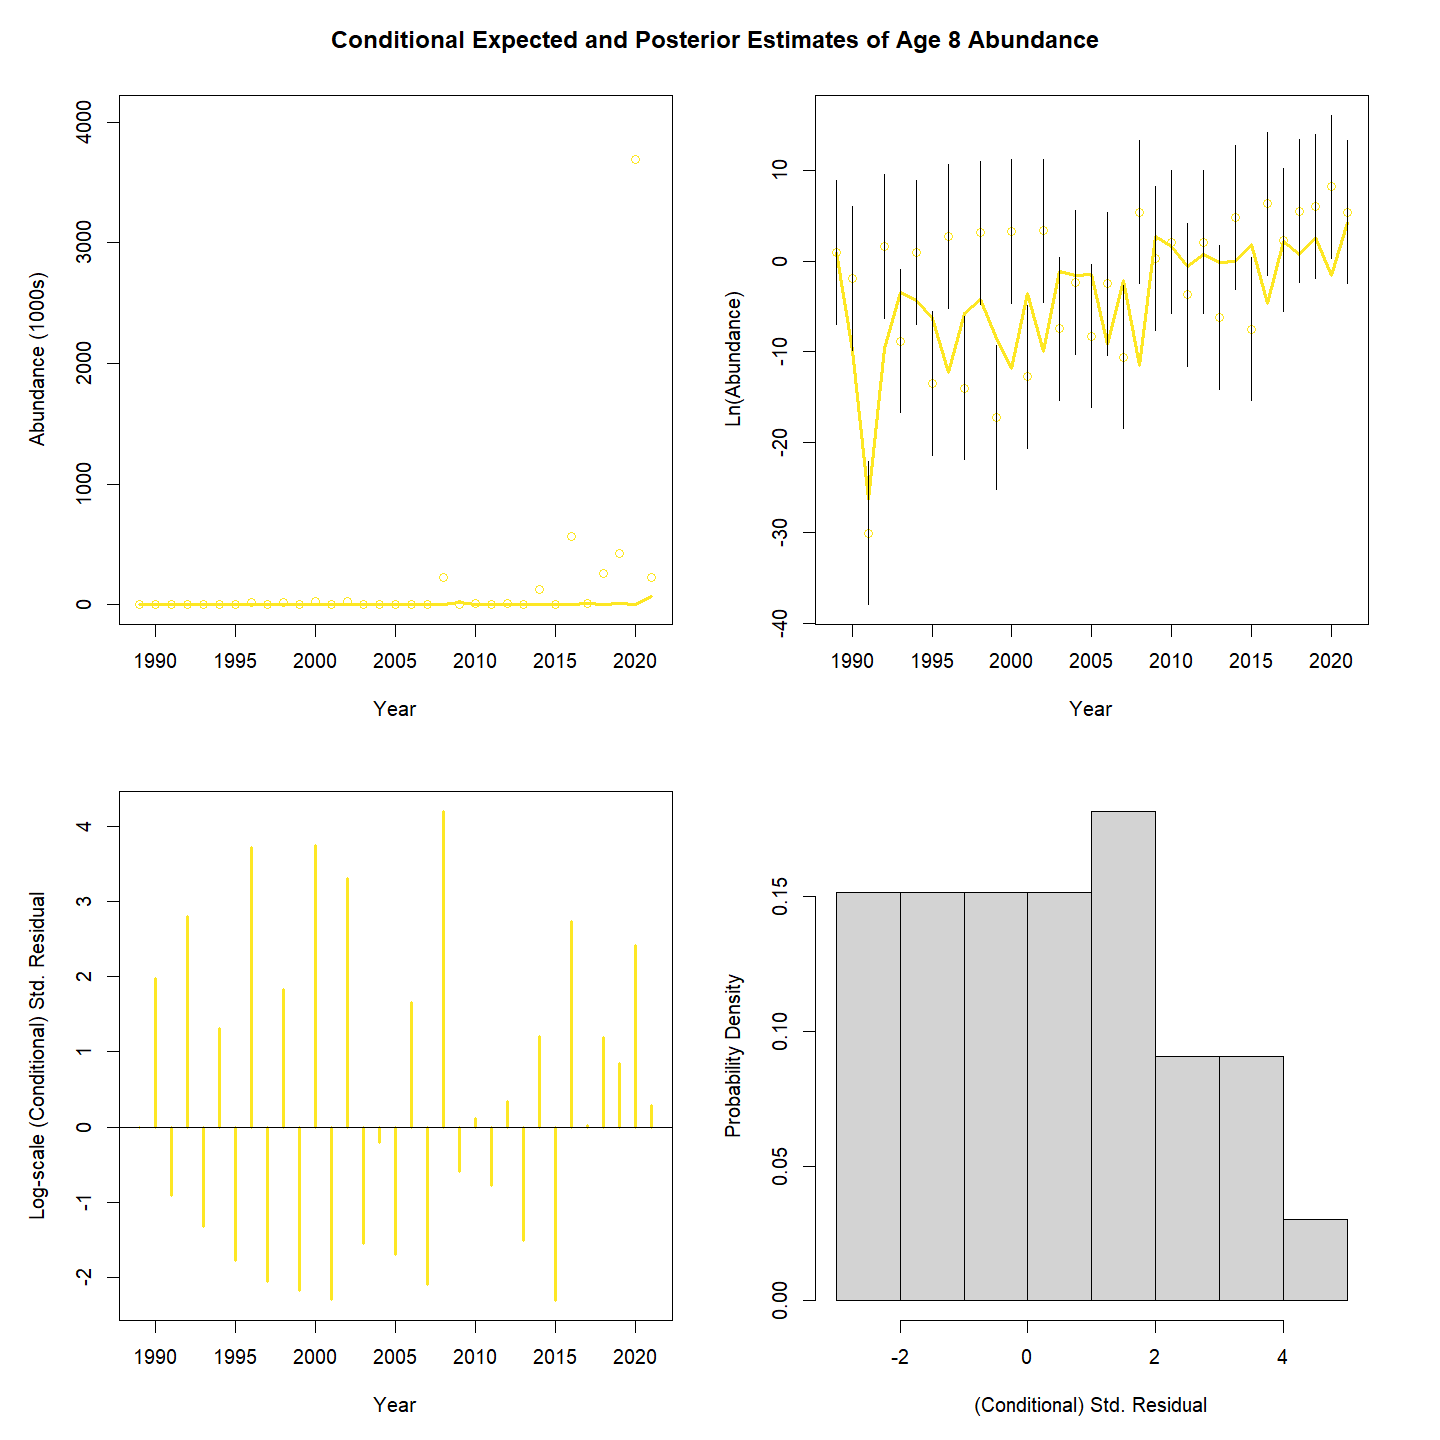 Conditional Expected and Posterior Estimates of Age 8 Abundance
Abundance (1000s)
4000
3000
2000
1000
0
1990 1995 2000 2005 2010 2015 2020
Year
Ln(Abundance)
10
0
-10
-20
-30
-40
1990 1995 2000 2005 2010 2015 2020
Year
Log-scale (Conditional) Std. Residual
4
3
2
1
0
-1
-2
1990 1995 2000 2005 2010 2015 2020
Year
Probability Density
0.15
0.10
0.05
0.00
-2 0 2 4
(Conditional) Std. Residual